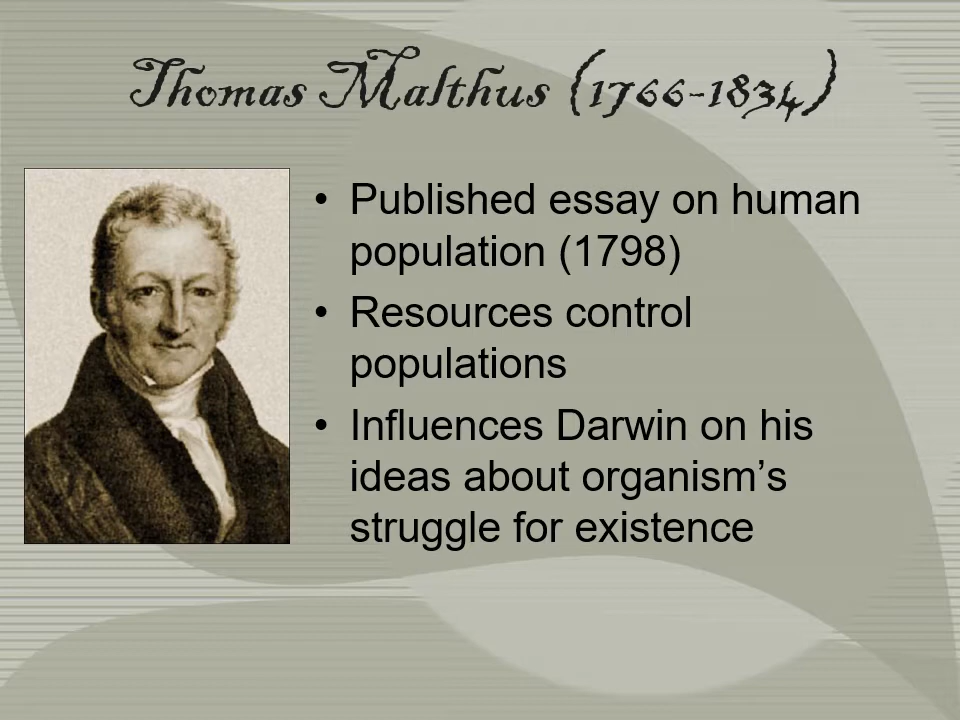 Thomas Malthus (1766-1834)
• Published essay on human
population (1798)
• Resources control
populations
• Influences Darwin on his
ideas about organism’s
struggle for existence